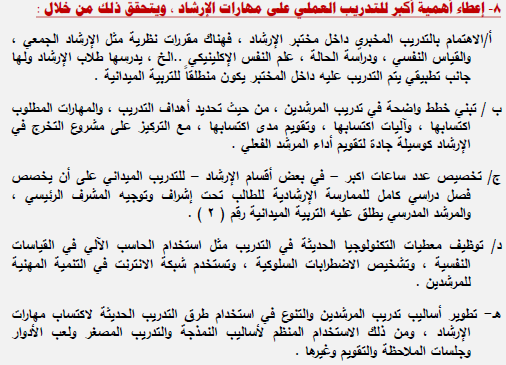 ٨- إعطاء أهمية أكبر للتدريب العملي على مهارات الإرشاد ، ويتحقق ذلك من خلال :
أ/الاهتمام بالتدريب المخبري داخل مختبر الإرشاد ، فهناك مقررات نظرية مثل الإرشاد الجمعي ،
والقياس النفسي ، ودراسة الحالة ، علم النفس الإكلينيكي ..الخ ، يدرسها طلاب الإرشاد ولها
جانب تطبيقي يتم التدريب عليه داخل المختبر يكون منطلقاً للتربية الميدانية .
ب / تبني خطط واضحة في تدريب المرشدين ، من حيث تحديد أهداف التدريب ، والمهارات المطلوب
اكتسابها ، وآليات اكتسابها ، وتقويم مدى اكتسابها ، مع التركيز على مشروع التخرج في
الإرشاد كوسيلة جادة لتقويم أداء المرشد الفعلي .
ج/ تخصيص عدد ساعات اكبر – في بعض أقسام الإرشاد – للتدريب الميداني على أن يخصص
فصل دراسي كامل للممارسة الإرشادية للطالب تحت إشراف وتوجيه المشرف الرئيسي ،
والمرشد المدرسي يطلق عليه التربية الميدانية رقم ( ٢ ) .
د/ توظيف معطيات التكنولوجيا الحديثة في التدريب مثل استخدام الحاسب الآلي في القياسات
النفسية ، وتشخيص الاضطرابات السلوكية ، وتستخدم شبكة الانترنت في التنمية المهنية
للمرشدين .
هـ- تطوير أساليب تدريب المرشدين والتنوع في استخدام طرق التدريب الحديثة لاكتساب مهارات
الإرشاد ، ومن ذلك الاستخدام المنظم لأساليب النمذجة والتدريب المصغر ولعب الأدوار
وجلسات الملاحظة والتقويم وغيرها .